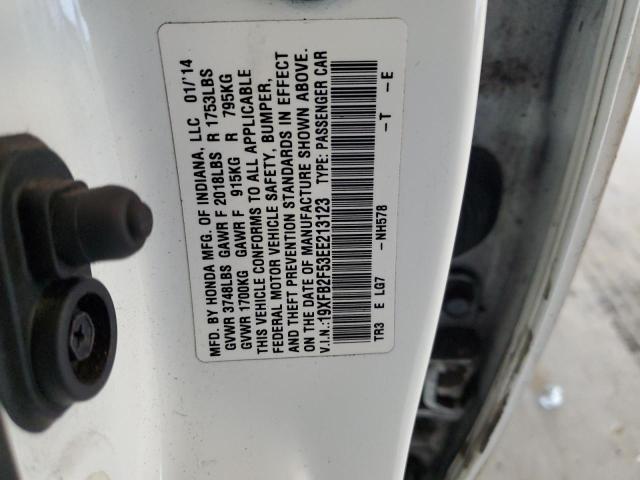 MFD. BY HONDA MFG. OF INDIANA, LLC 01/'14
GVWR 3748LBS GAWR F 2018LBS R 1753LBS
GVWR 1700KG GAWR F 915KG R 795KG
THIS VEHICLE CONFORMS TO ALL APPLICABLE
FEDERAL MOTOR VEHICLE SAFETY, BUMPER,
AND THEFT PREVENTION STANDARDS IN EFFECT
ON THE DATE OF MANUFACTURE SHOWN ABOVE.
V.I.N.:19XFB2F59EE213123 TYPE: PASSENGER CAR
TR3 E LG7 -NH578 -T -E